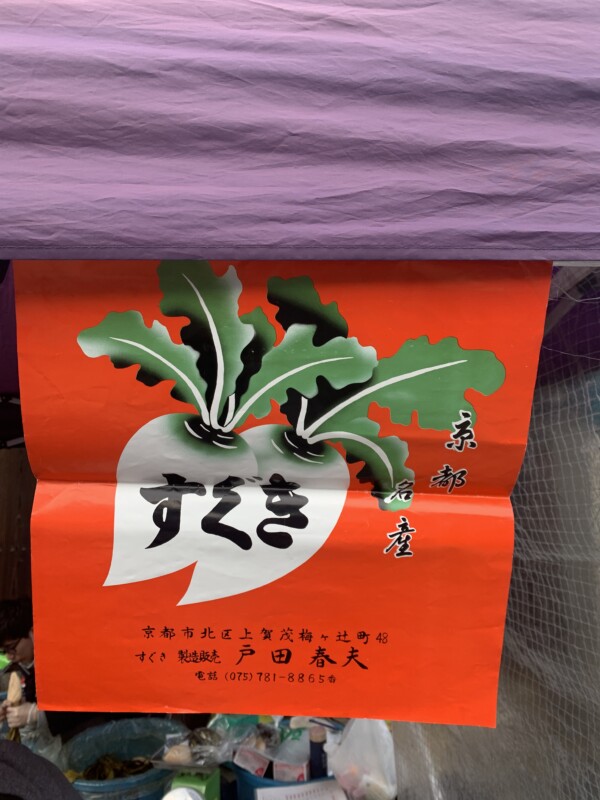 京都
名産
すぐき
京都市北区上賀茂梅ヶ辻町48
すぐき 製造販売 戸田春夫
電話(075)781-8865番